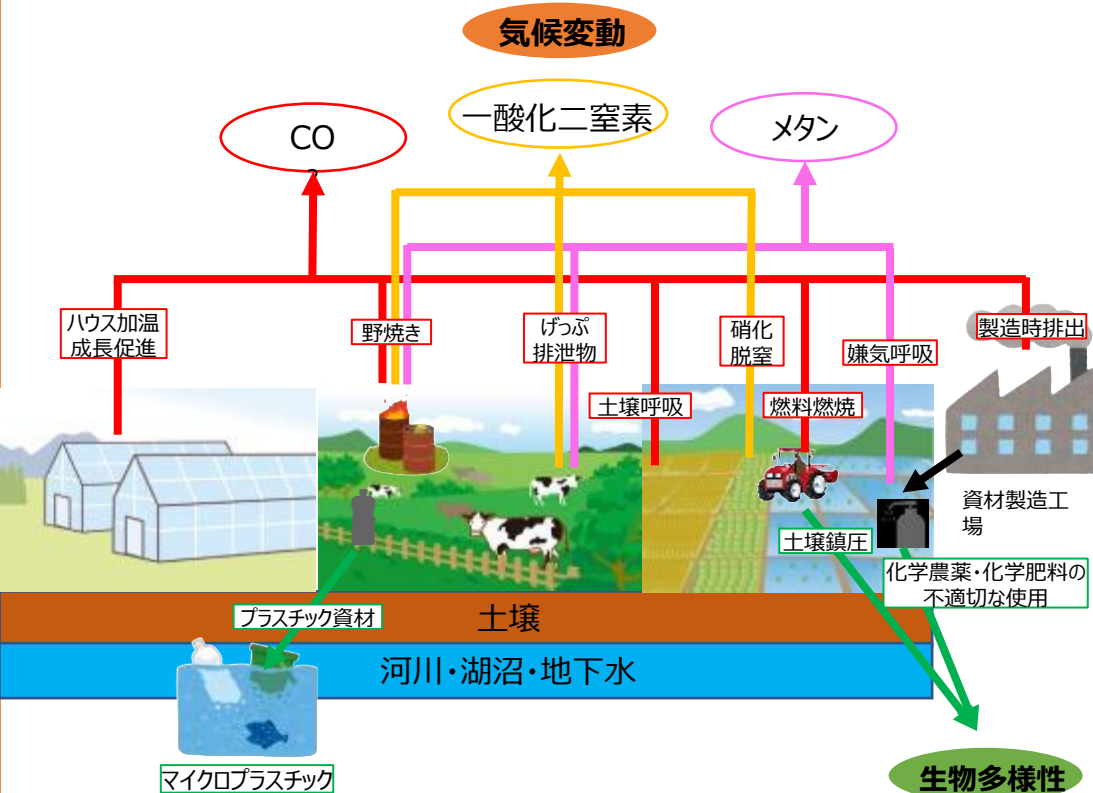 気候変動
CO
2
一酸化二窒素
メタン
ハウス加温
成長促進
野焼き
げっぷ
排泄物
硝化
脱窒
嫌気呼吸
製造時排出
土壌呼吸
燃料燃焼
資材製造工
場
土壌鎮圧
化学農薬・化学肥料の
不適切な使用
プラスチック資材
土壌
河川・湖沼・地下水
マイクロプラスチック
生物多様性